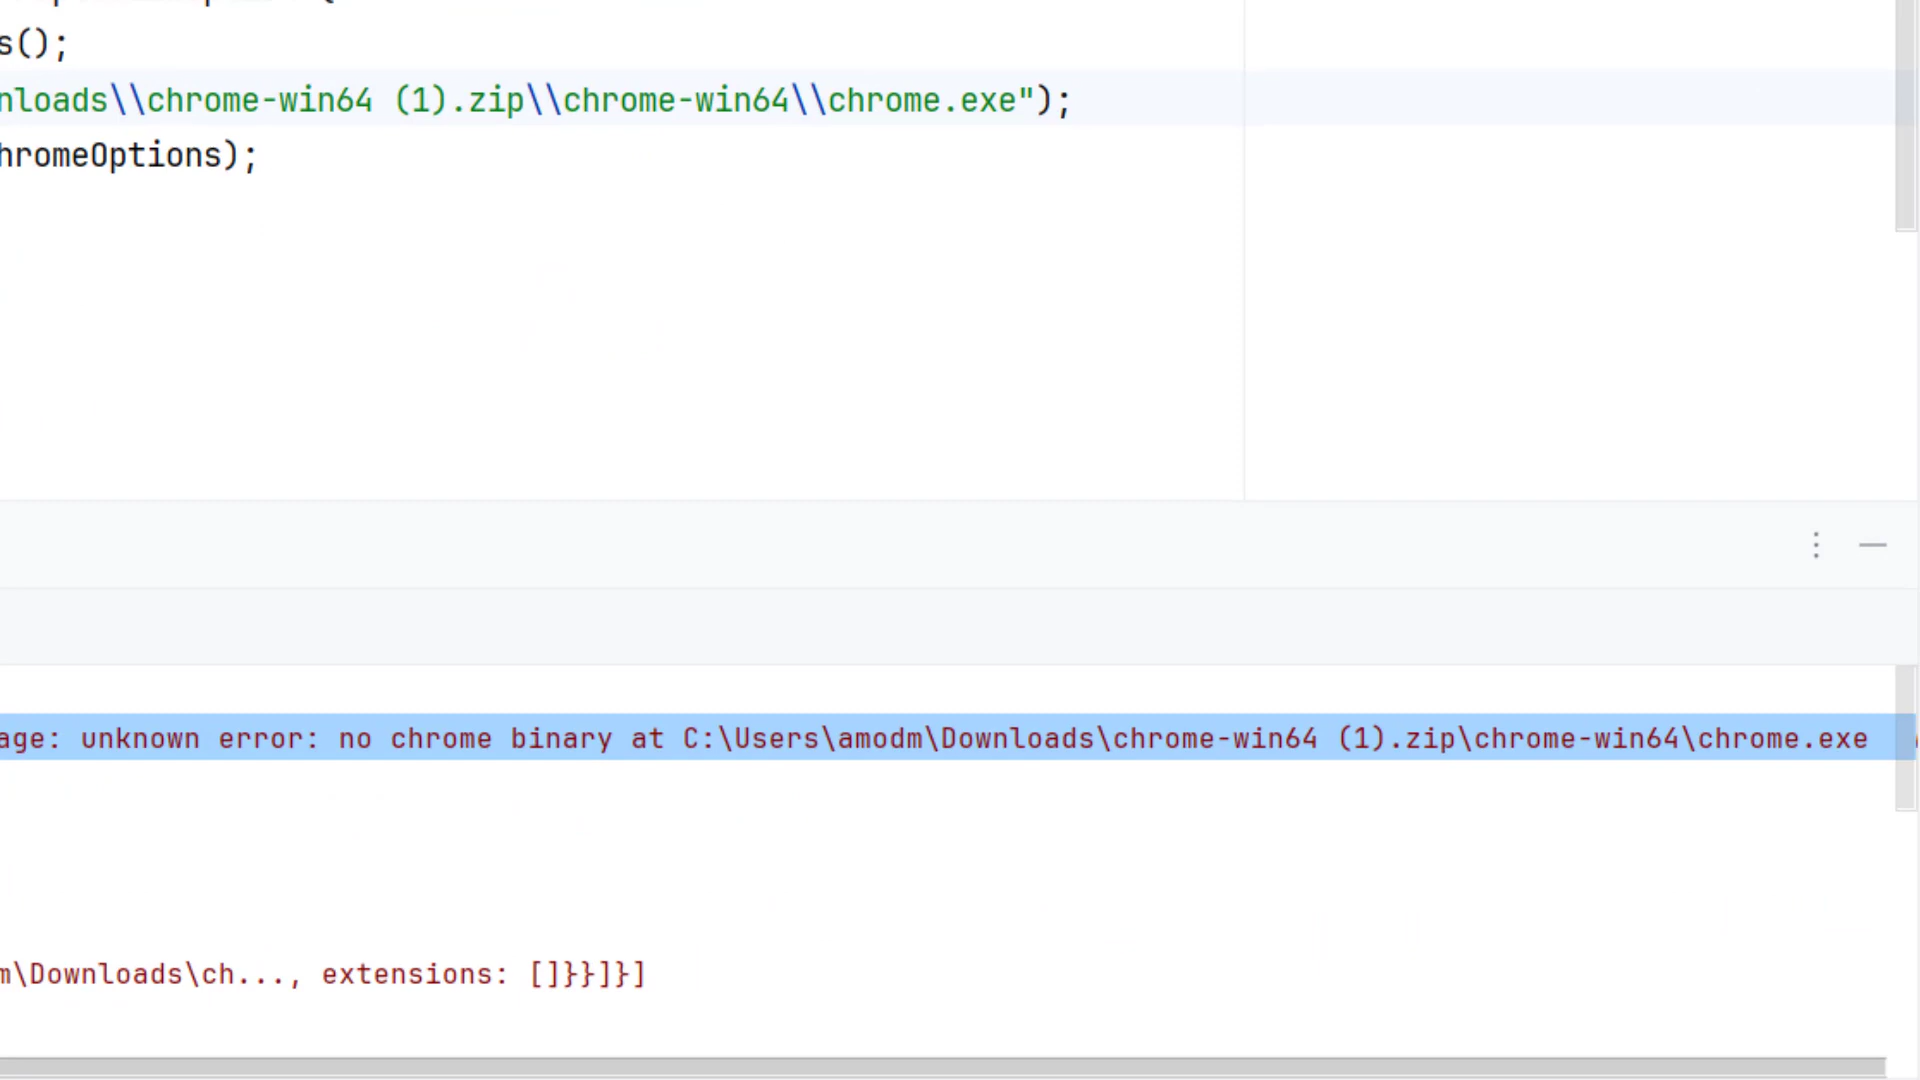 s();
nloads\\chrome-win64 (1).zip\\chrome-win64\\chrome.exe");
hromeOptions);
age: unknown error: no chrome binary at C:\Users\amodm\Downloads\chrome-win64 (1).zip\chrome-win64\chrome.exe
m\Downloads\ch..., extensions: []}}]}]